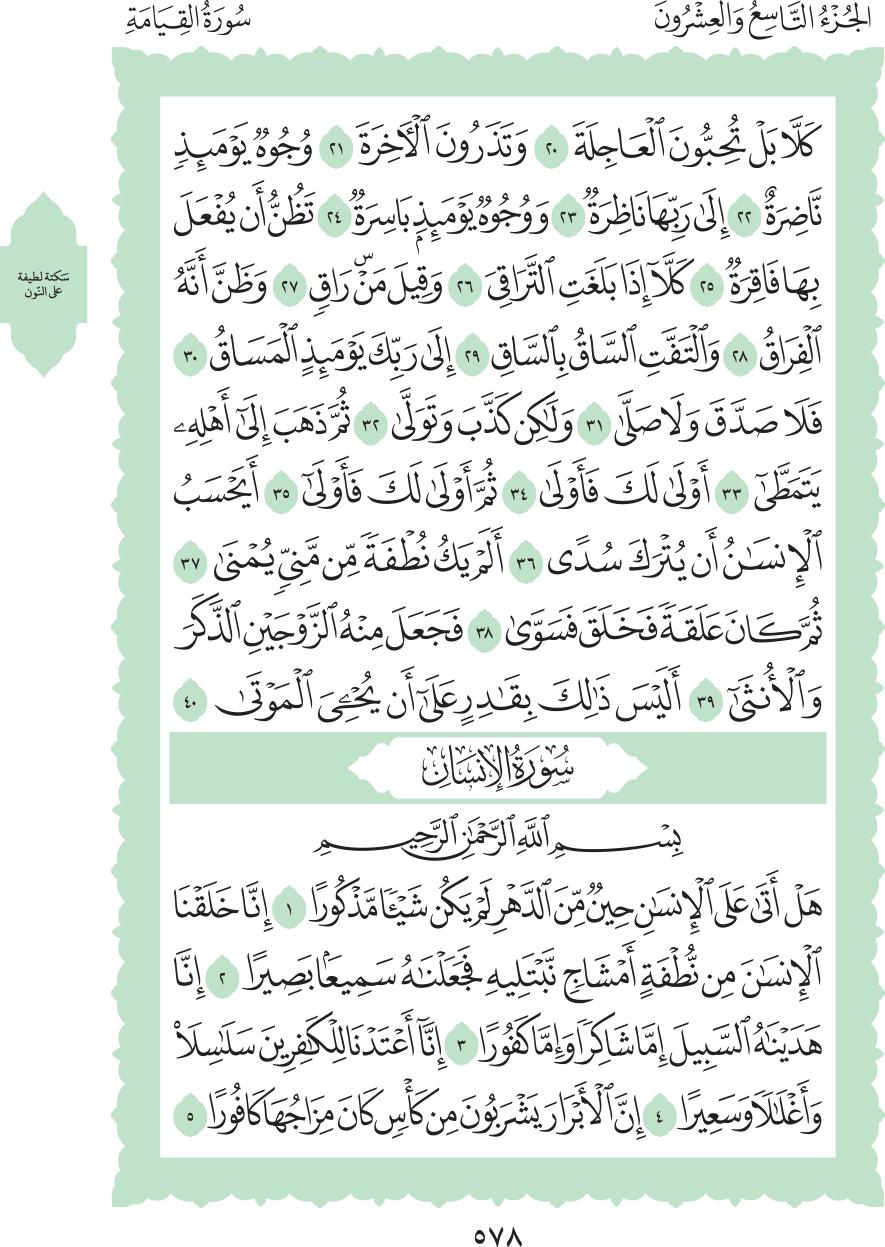 الجُزْءُ التَّاسِعُ وَالعِشْرُونَ
سُورَةُ القِيَامَةِ
كَلَّا بَلْ تُحِبُّونَ ٱلْعَاجِلَةَ ٢٠ وَتَذَرُونَ ٱلْأٓخِرَةَ ٢١ وُجُوهٞ يَوۡمَئِذٖ
نَّاضِرَةٌ ٢٢ إِلَىٰ رَبِّهَا نَاظِرَةٞ ٢٣ وَوُجُوهٞ يَوۡمَئِذِۭ بَاسِرَةٞ ٢٤ تَظُنُّ أَن يُفۡعَلَ
بِهَا فَاقِرَةٞ ٢٥ كَلَّآ إِذَا بَلَغَتِ ٱلتَّرَاقِيَ ٢٦ وَقِيلَ مَنۡۜ رَاقٖ ٢٧ وَظَنَّ أَنَّهُ
ٱلۡفِرَاقُ ٢٨ وَٱلۡتَفَّتِ ٱلسَّاقُ بِٱلسَّاقِ ٢٩ إِلَىٰ رَبِّكَ يَوۡمَئِذٍ ٱلۡمَسَاقُ ٣٠
فَلَا صَدَّقَ وَلَا صَلَّىٰ ٣١ وَلَٰكِن كَذَّبَ وَتَوَلَّىٰ ٣٢ ثُمَّ ذَهَبَ إِلَىٰٓ أَهۡلِهِۦ
يَتَمَطَّىٰٓ ٣٣ أَوۡلَىٰ لَكَ فَأَوۡلَىٰ ٣٤ ثُمَّ أَوۡلَىٰ لَكَ فَأَوۡلَىٰٓ ٣٥ أَيَحۡسَبُ
ٱلۡإِنسَٰنُ أَن يُتۡرَكَ سُدًى ٣٦ أَلَمۡ يَكُ نُطۡفَةٗ مِّن مَّنِيّٖ يُمۡنَىٰ ٣٧
ثُمَّ كَانَ عَلَقَةٗ فَخَلَقَ فَسَوَّىٰ ٣٨ فَجَعَلَ مِنۡهُ ٱلزَّوۡجَيۡنِ ٱلذَّكَرَ
وَٱلۡأُنثَىٰٓ ٣٩ أَلَيۡسَ ذَٰلِكَ بِقَٰدِرٍ عَلَىٰٓ أَن يُحۡـِۧيَ ٱلۡمَوۡتَىٰ ٤٠
سُورَةُ الإِنسَانِ
بِسۡمِ ٱللَّهِ ٱلرَّحۡمَٰنِ ٱلرَّحِيمِ
هَلۡ أَتَىٰ عَلَى ٱلۡإِنسَٰنِ حِينٞ مِّنَ ٱلدَّهۡرِ لَمۡ يَكُن شَيۡـٔٗا مَّذۡكُورًا ١ إِنَّا خَلَقۡنَا
ٱلۡإِنسَٰنَ مِن نُّطۡفَةٍ أَمۡشَاجٖ نَّبۡتَلِيهِ فَجَعَلۡنَٰهُ سَمِيعَۢا بَصِيرًا ٢ إِنَّا
هَدَيۡنَٰهُ ٱلسَّبِيلَ إِمَّا شَاكِرٗا وَإِمَّا كَفُورًا ٣ إِنَّآ أَعۡتَدۡنَا لِلۡكَٰفِرِينَ سَلَٰسِلَاْ
وَأَغۡلَٰلٗا وَسَعِيرًا ٤ إِنَّ ٱلۡأَبۡرَارَ يَشۡرَبُونَ مِن كَأۡسٖ كَانَ مِزَاجُهَا كَافُورًا ٥
سَكتة لطيفة
على النّون
٥٧٨